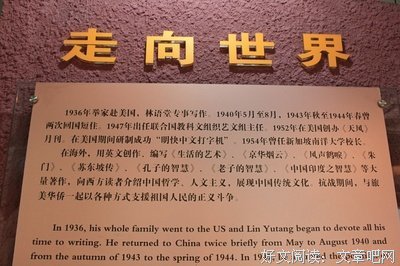 走向世界
1936年举家赴美国，林语堂专事写作。1940年5月至8月，1943年秋至1944年春曾
两次回国短住。1947年出任联合国教科文组织艺文组主任。1952年在美国创办《天风》
月刊。在美国期间研制成功“明快中文打字机”。1954年曾任新加坡南洋大学校长。
在海外，用英文创作、编写《生活的艺术》、《京华烟云》、《风声鹤唳》、《朱
门》、《苏东坡传》、《孔子的智慧》、《老子的智慧》、《中国印度之智慧》等大
量著作，向西方读者介绍中国哲学、人文主义，展现中国传统文化。抗战期间，与旅
美华侨一起以各种方式支援祖国人民的正义斗争。
In 1936, his whole family went to the US and Lin Yutang began to devote all his
time to writing. He returned to China twice briefly from May to August 1940 and
from the autumn of 1943 to the spring of 1944. In
好文阅读：文章吧网